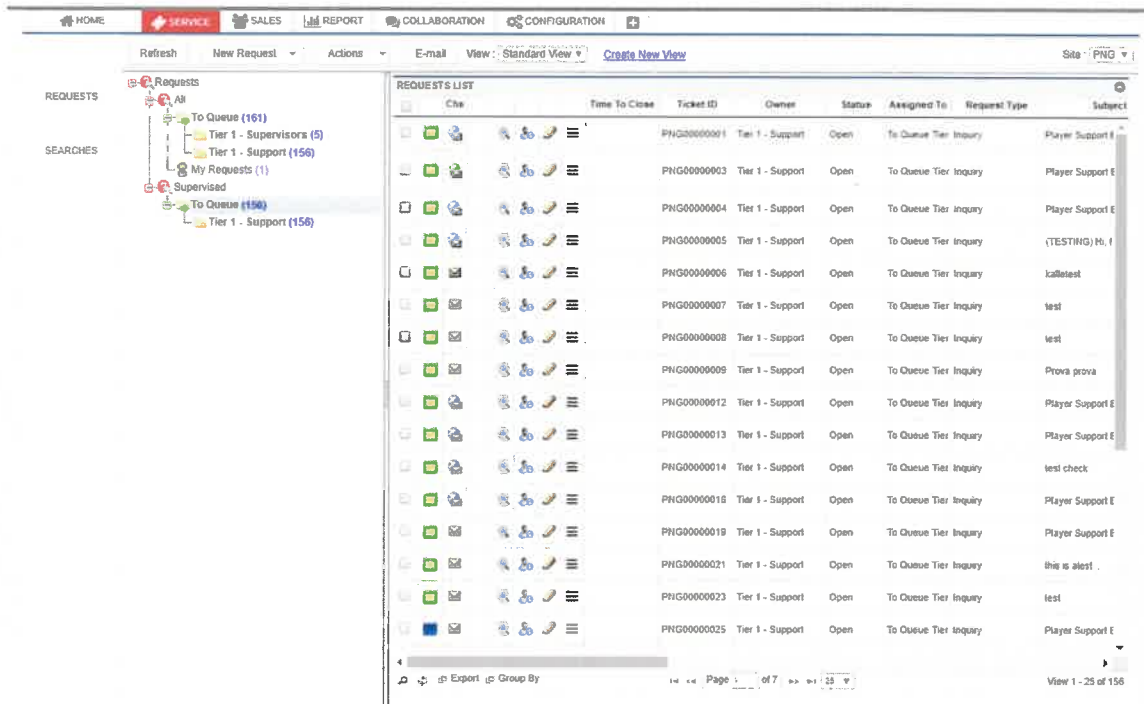 HOME SERVICE SALES REPORT COLLABORATION CONFIGURATION
Refresh New Request Actions E-mail View : Standard View Create New View Site : PNG
REQUESTS
SEARCHES
Requests
All
To Queue (161)
Tier 1 - Supervisors (5)
Tier 1 - Support (156)
My Requests (1)
Supervised
To Queue (156)
Tier 1 - Support (156)
REQUESTS LIST
Cha Time To Close Ticket ID Owner Status Assigned To Request Type Subject
PNG00000001 Tier 1 - Support Open To Queue Tier Inquiry Player Support E
PNG00000003 Tier 1 - Support Open To Queue Tier Inquiry Player Support E
PNG00000004 Tier 1 - Support Open To Queue Tier Inquiry Player Support E
PNG00000005 Tier 1 - Support Open To Queue Tier Inquiry (TESTING) Hi, I
PNG00000006 Tier 1 - Support Open To Queue Tier Inquiry kalletest
PNG00000007 Tier 1 - Support Open To Queue Tier Inquiry test
PNG00000008 Tier 1 - Support Open To Queue Tier Inquiry test
PNG00000009 Tier 1 - Support Open To Queue Tier Inquiry Prova prova
PNG00000012 Tier 1 - Support Open To Queue Tier Inquiry Player Support E
PNG00000013 Tier 1 - Support Open To Queue Tier Inquiry Player Support E
PNG00000014 Tier 1 - Support Open To Queue Tier Inquiry test check
PNG00000016 Tier 1 - Support Open To Queue Tier Inquiry Player Support E
PNG00000019 Tier 1 - Support Open To Queue Tier Inquiry Player Support E
PNG00000021 Tier 1 - Support Open To Queue Tier Inquiry this is atest .
PNG00000023 Tier 1 - Support Open To Queue Tier Inquiry test
PNG00000025 Tier 1 - Support Open To Queue Tier Inquiry Player Support E
Export Group By Page of 7 25 View 1 - 25 of 156